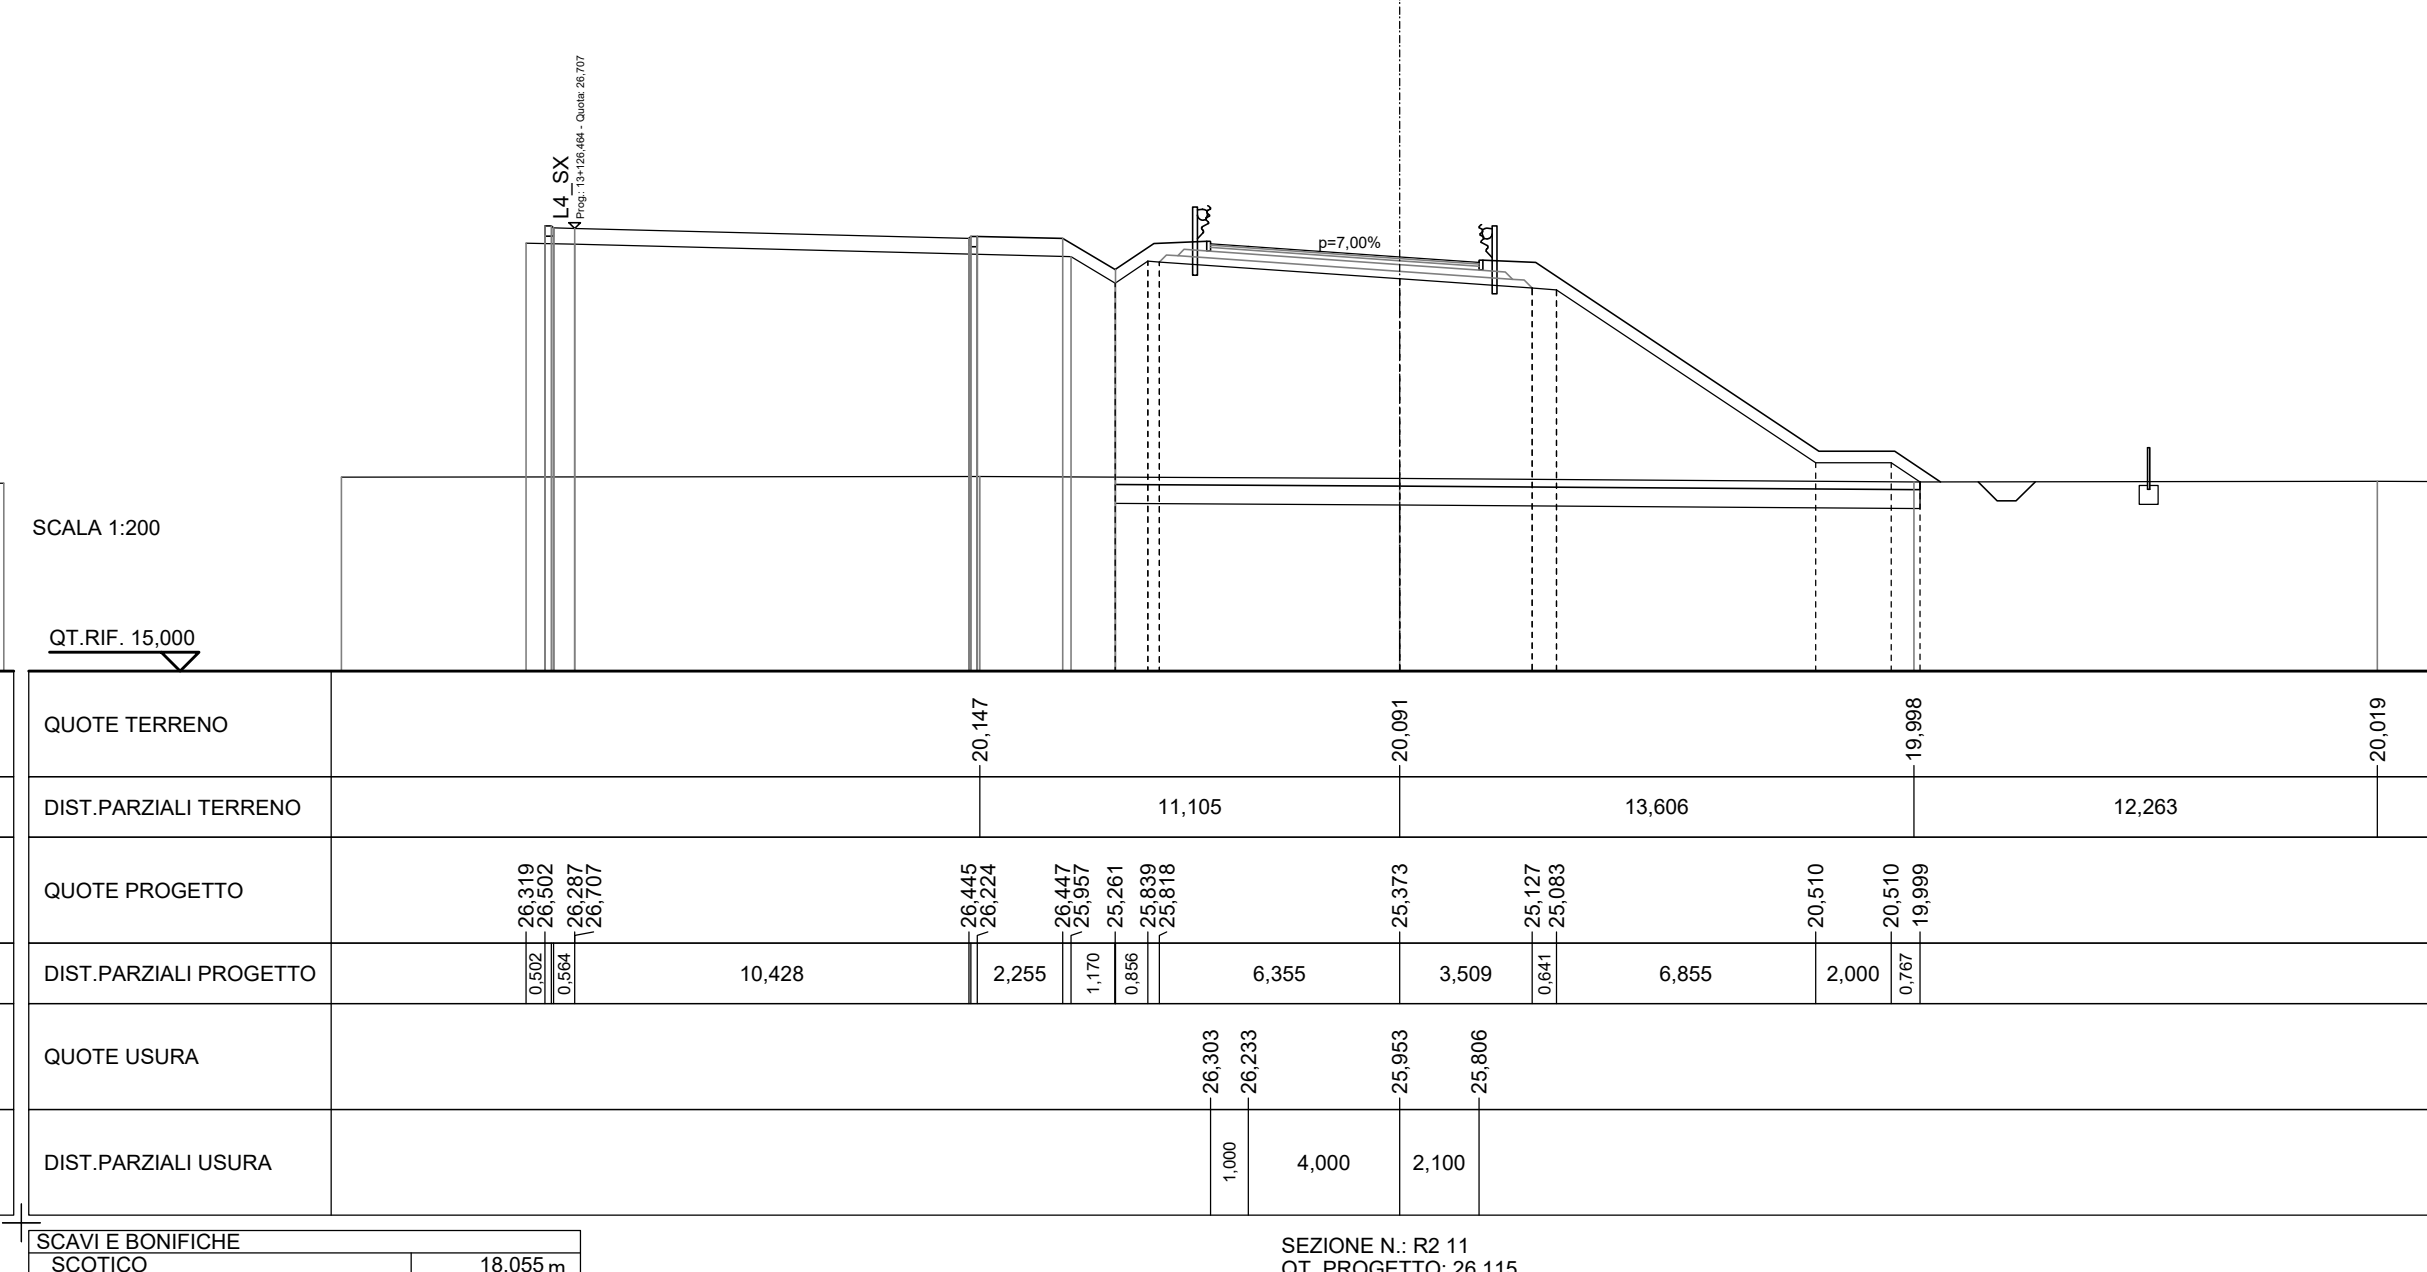 L4_SX
Prog.: 13+126,464 - Quota: 26,707
p=7,00%
SCALA 1:200
QT.RIF. 15,000
QUOTE TERRENO
20,147 20,091 19,998 20,019
DIST.PARZIALI TERRENO
11,105 13,606 12,263
QUOTE PROGETTO
26,319 26,502 26,287 26,707 26,445 26,224 26,447 25,957 25,261 25,839 25,818 25,373 25,127 25,083 20,510 20,510 19,999
DIST.PARZIALI PROGETTO
0,502 0,564 10,428 2,255 1,170 0,856 6,355 3,509 0,641 6,855 2,000 0,767
QUOTE USURA
26,303 26,233 25,953 25,806
DIST.PARZIALI USURA
1,000 4,000 2,100
SCAVI E BONIFICHE
SCOTICO 18,055 m
SEZIONE N.: R2 11
QT. PROGETTO: 26,115